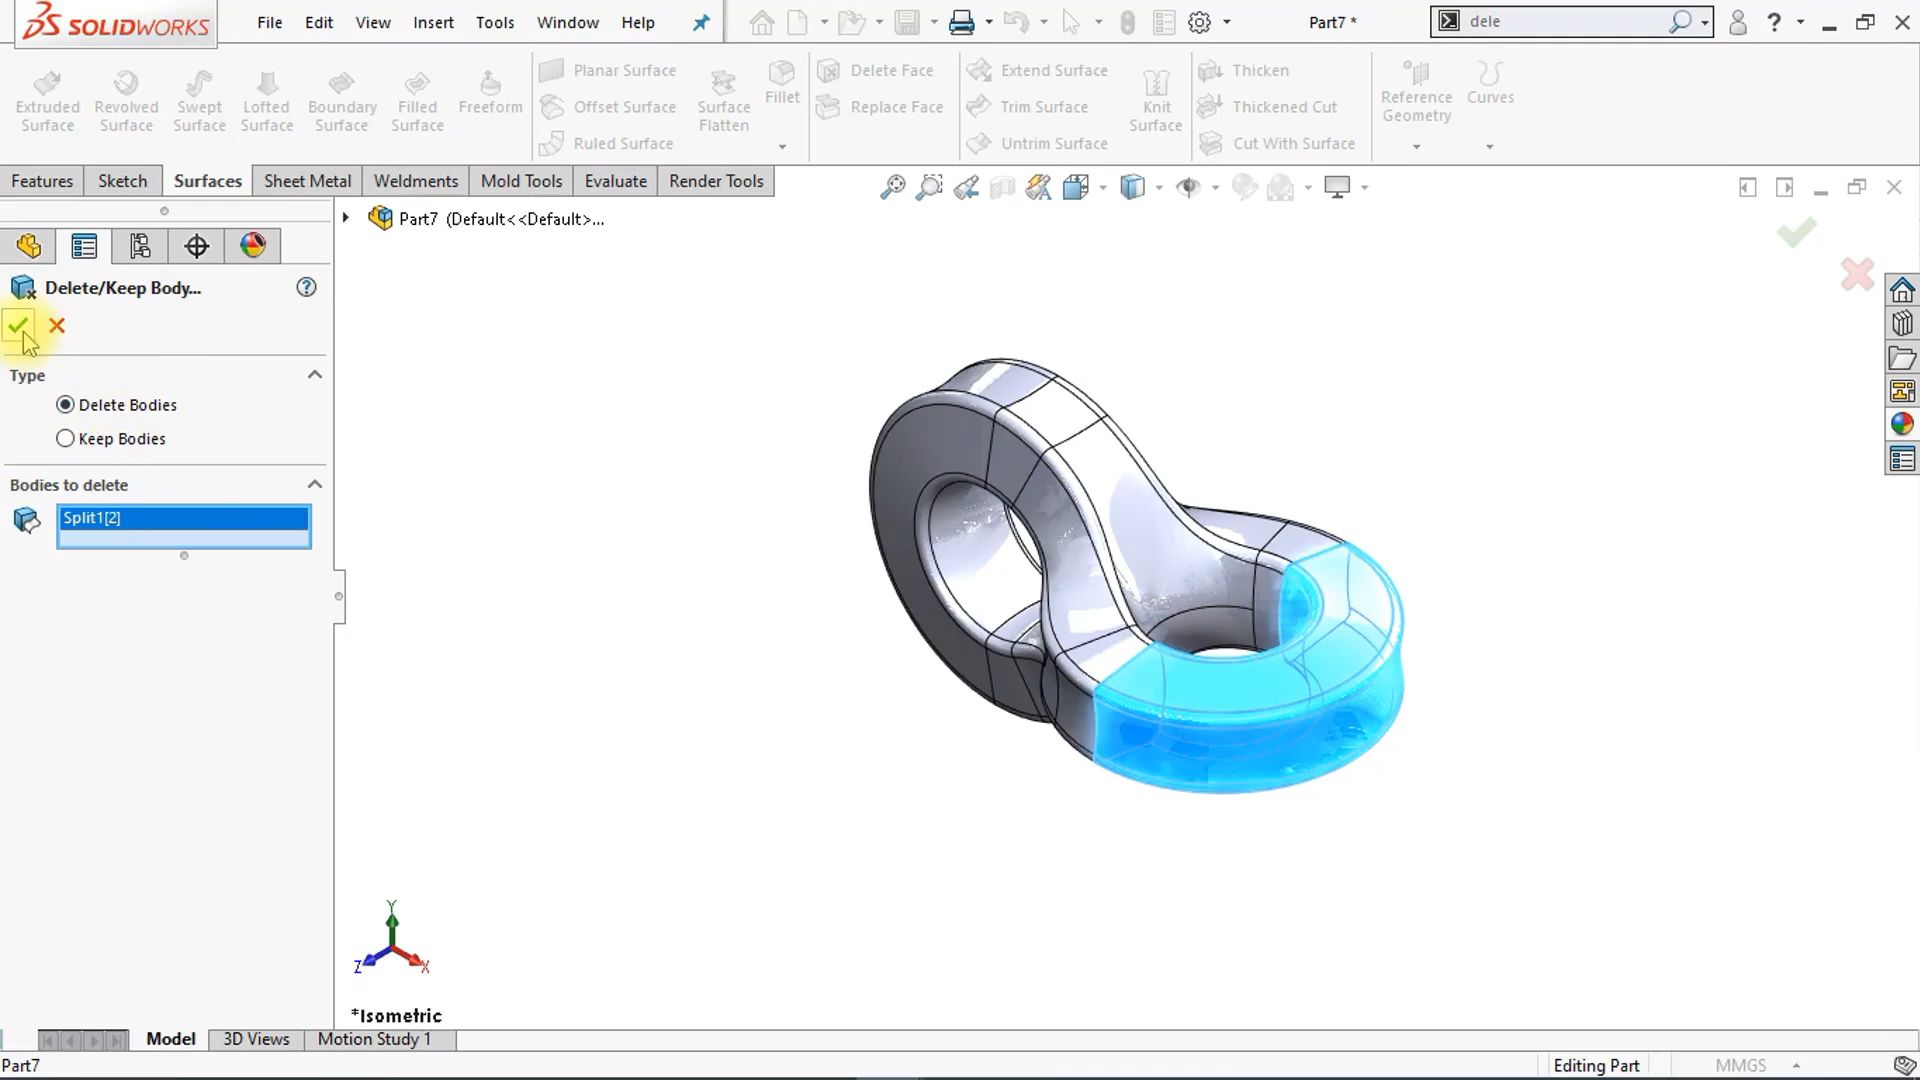 SOLIDWORKS
File Edit View Insert Tools Window Help
Part7 *
dele
Extruded Surface
Revolved Surface
Swept Surface
Lofted Surface
Boundary Surface
Filled Surface
Freeform
Planar Surface
Offset Surface
Ruled Surface
Surface Flatten
Fillet
Delete Face
Replace Face
Extend Surface
Trim Surface
Untrim Surface
Knit Surface
Thicken
Thickened Cut
Cut With Surface
Reference Geometry
Curves
Features Sketch Surfaces Sheet Metal Weldments Mold Tools Evaluate Render Tools
Part7 (Default<<Default>...
Delete/Keep Body...
Type
Delete Bodies
Keep Bodies
Bodies to delete
Split1[2]
Y
Z
X
*Isometric
Model 3D Views Motion Study 1
Part7
Editing Part
MMGS